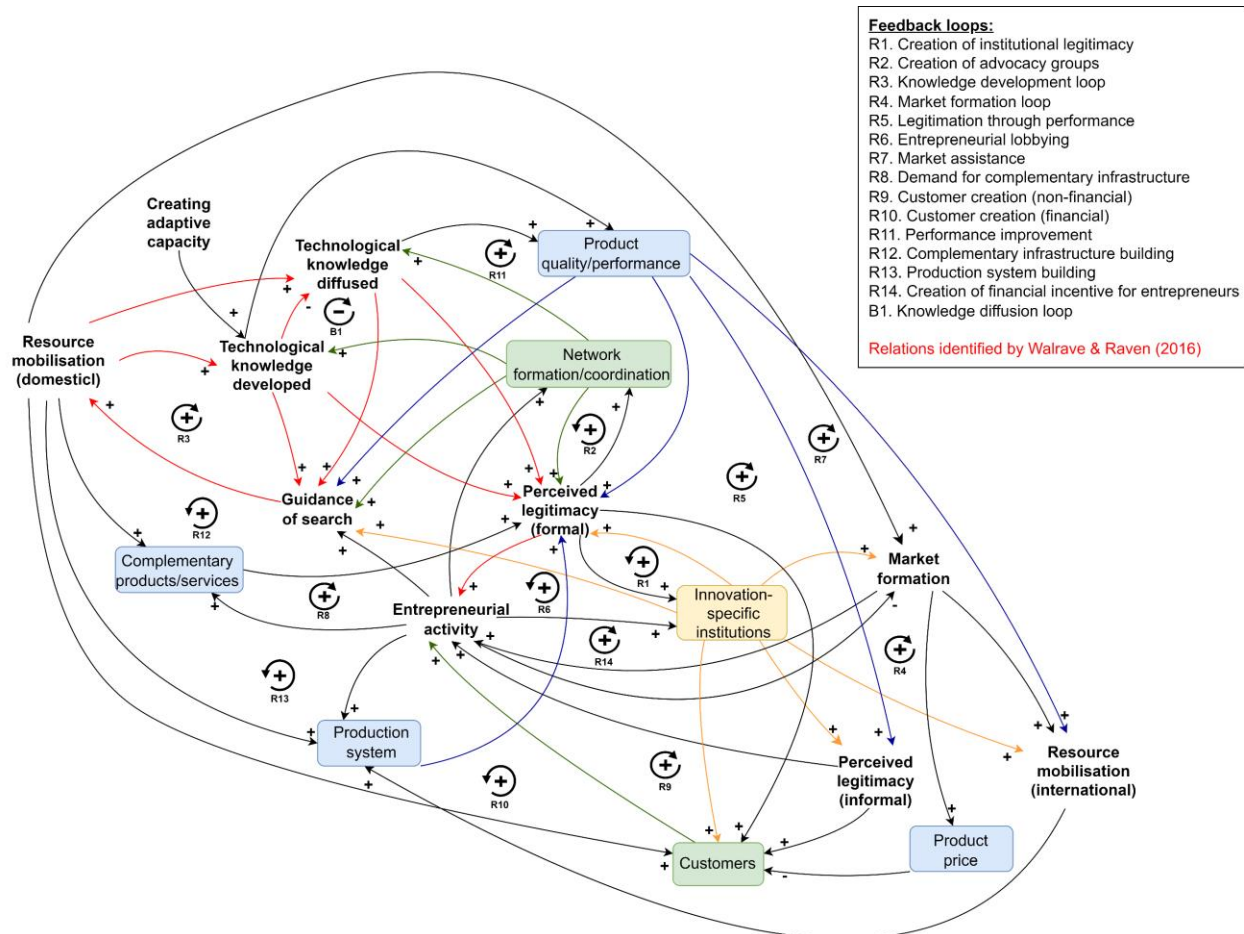 Feedback loops:
R1. Creation of institutional legitimacy
R2. Creation of advocacy groups
R3. Knowledge development loop
R4. Market formation loop
R5. Legitimation through performance
R6. Entrepreneurial lobbying
R7. Market assistance
R8. Demand for complementary infrastructure
R9. Customer creation (non-financial)
R10. Customer creation (financial)
R11. Performance improvement
R12. Complementary infrastructure building
R13. Production system building
R14. Creation of financial incentive for entrepreneurs
B1. Knowledge diffusion loop
Relations identified by Walrave & Raven (2016)
Creating
adaptive
capacity
Technological
knowledge
diffused
R11
Product
quality/performance
B1
Resource
mobilisation
(domesticl)
Technological
knowledge
developed
Network
formation/coordination
R3
R2
R7
R5
Guidance
of search
Perceived
legitimacy
(formal)
R12
Complementary
products/services
R1
Market
formation
R8
Entrepreneurial
activity
R6
Innovation-
specific
institutions
R14
R4
R13
Production
system
R10
R9
Perceived
legitimacy
(informal)
Resource
mobilisation
(international)
Customers
Product
price